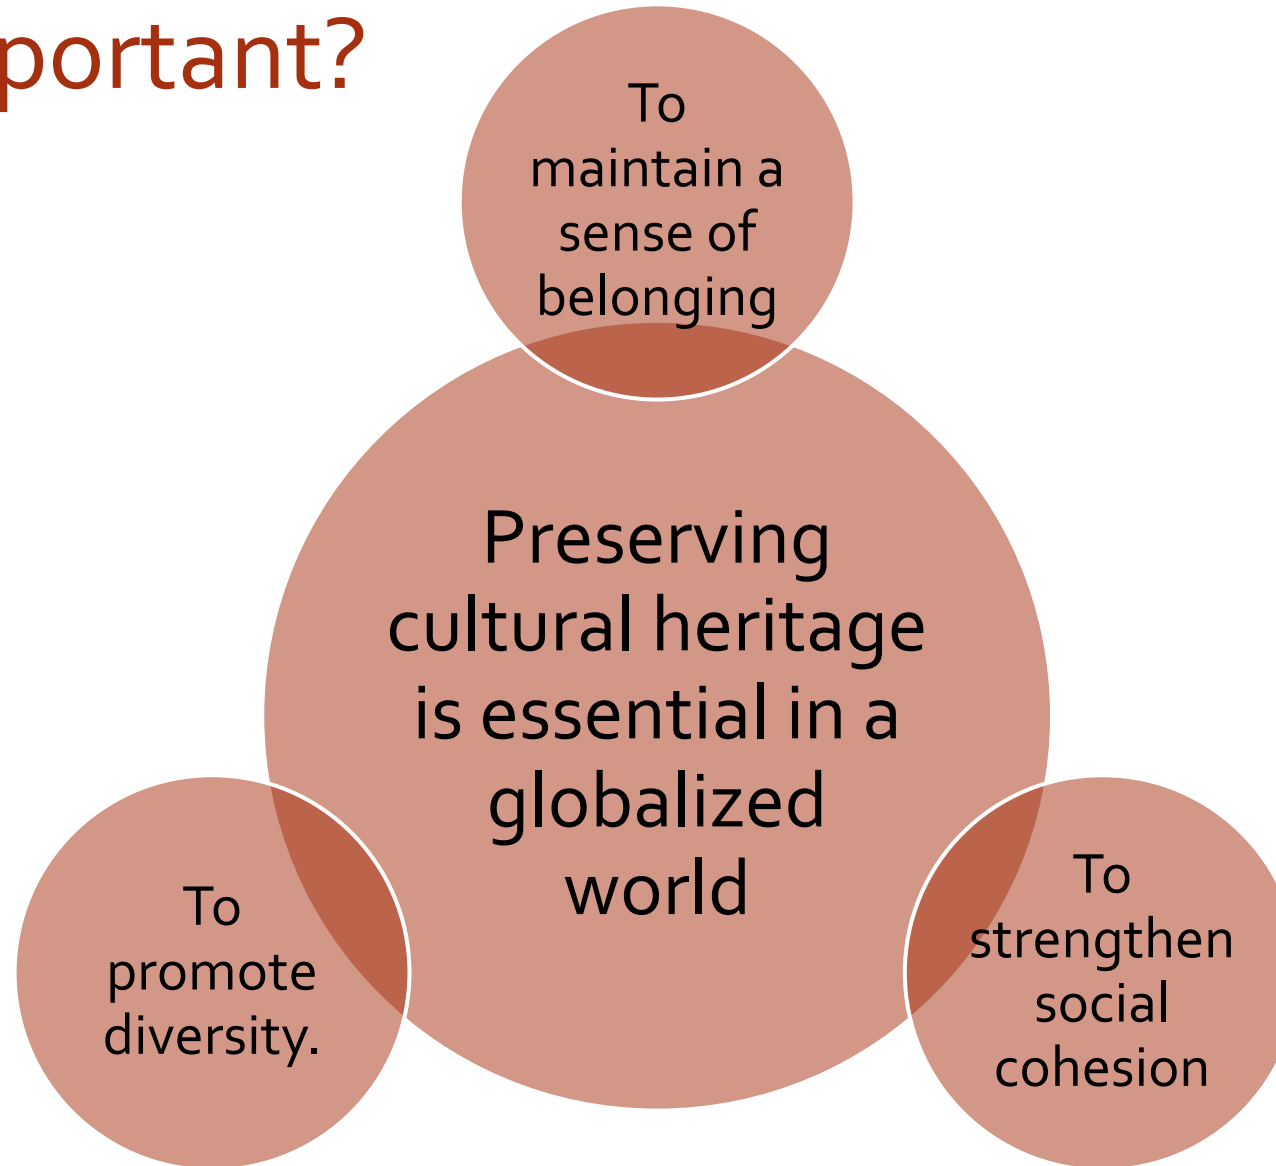 portant?
To
maintain a
sense of
belonging
Preserving
cultural heritage
is essential in a
globalized
world
To
strengthen
social
cohesion
To
promote
diversity.